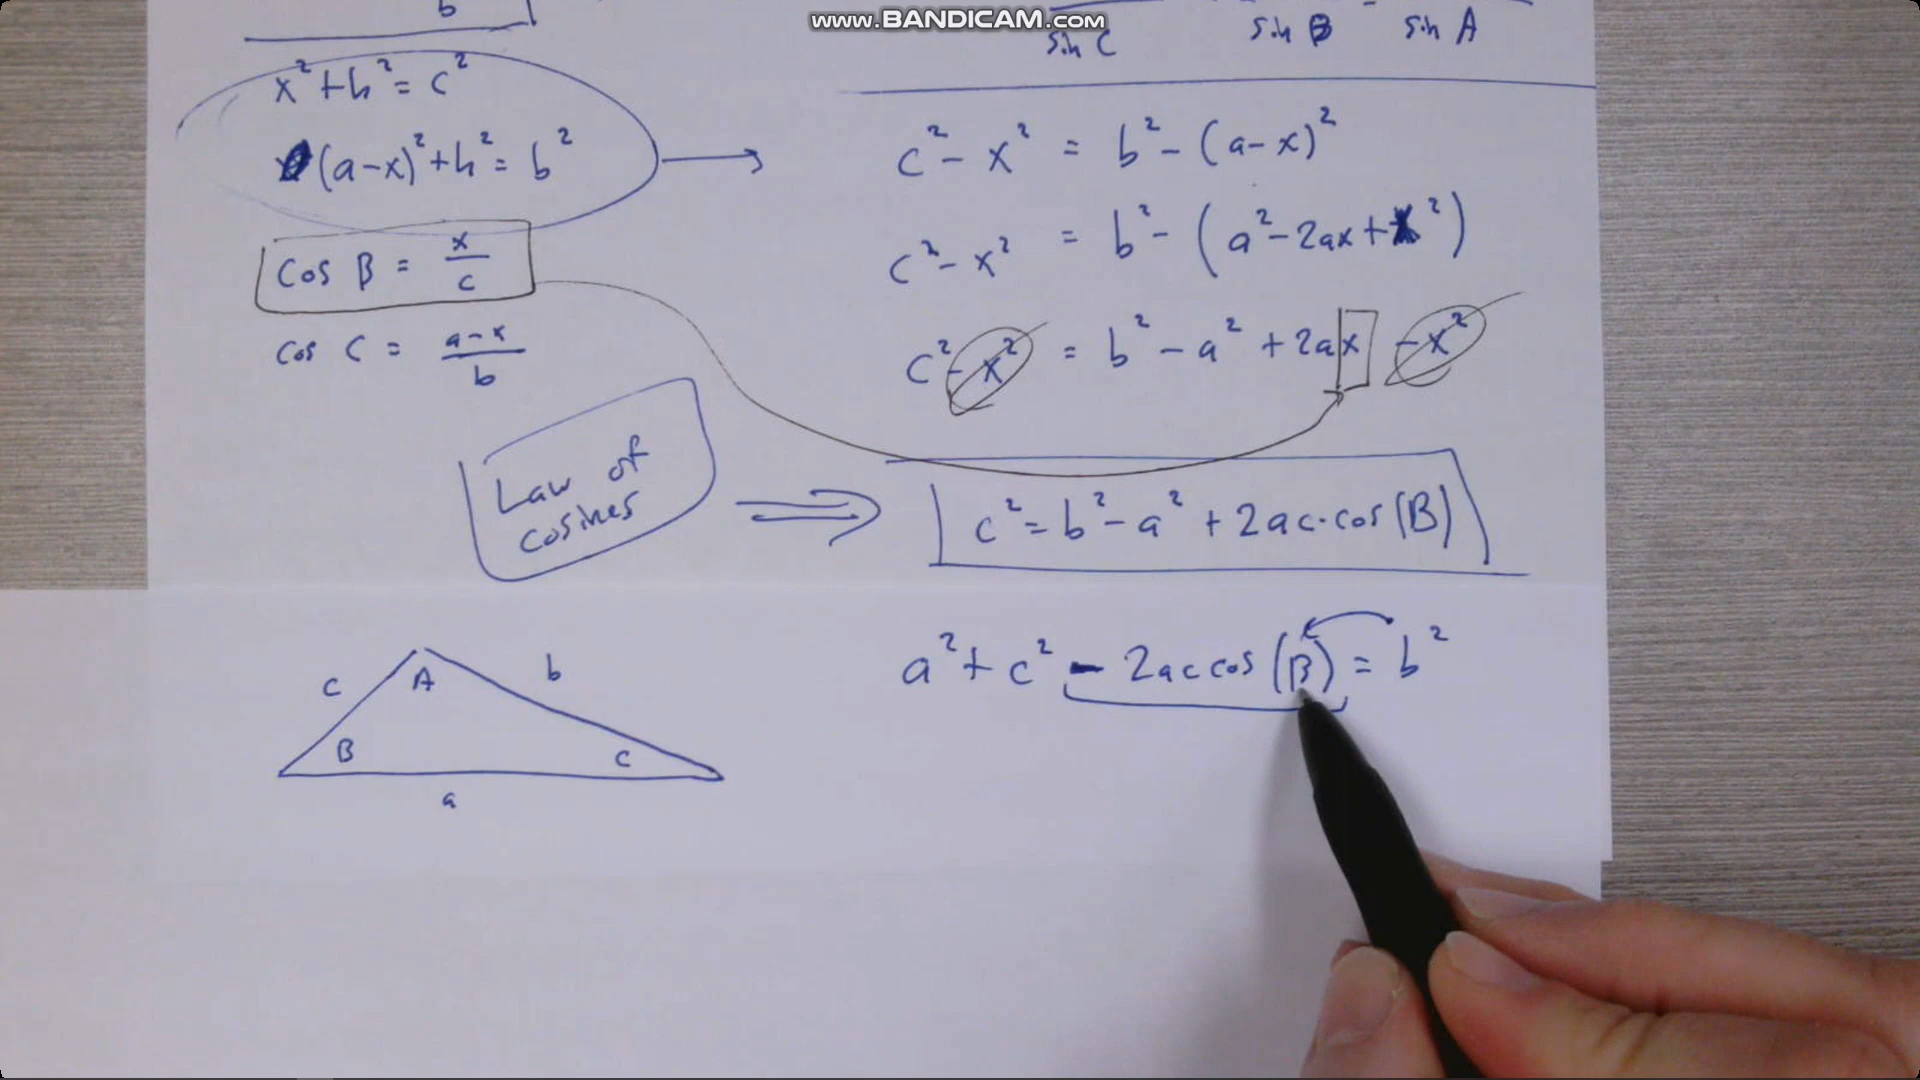 www.BANDICAM.com
b
sin C sin B sin A
x² + h² = c²
(a-x)² + h² = b²
cos B = x/c
cos C = a-x/b
c² - x² = b² - (a-x)²
c² - x² = b² - (a² - 2ax + x²)
c² - x² = b² - a² + 2ax - x²
Law of
cosines
c² = b² - a² + 2ac·cos(B)
a² + c² - 2ac cos(B) = b²
c A b
B C
a